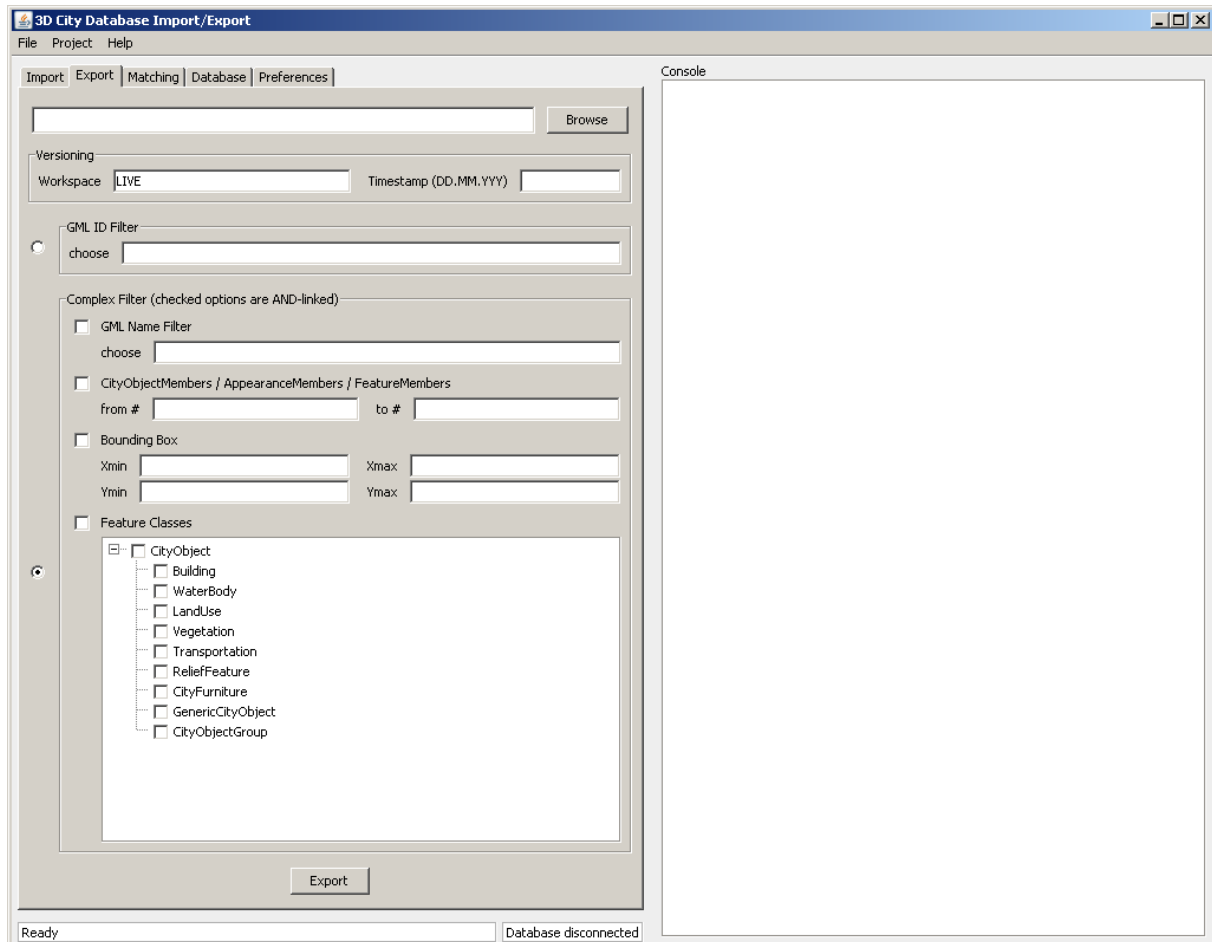 3D City Database Import/Export
File Project Help
Import Export Matching Database Preferences
Console
Browse
Versioning
Workspace LIVE Timestamp (DD.MM.YYY)
GML ID Filter
choose
Complex Filter (checked options are AND-linked)
GML Name Filter
choose
CityObjectMembers / AppearanceMembers / FeatureMembers
from # to #
Bounding Box
Xmin Xmax
Ymin Ymax
Feature Classes
CityObject
Building
WaterBody
LandUse
Vegetation
Transportation
ReliefFeature
CityFurniture
GenericCityObject
CityObjectGroup
Export
Ready Database disconnected